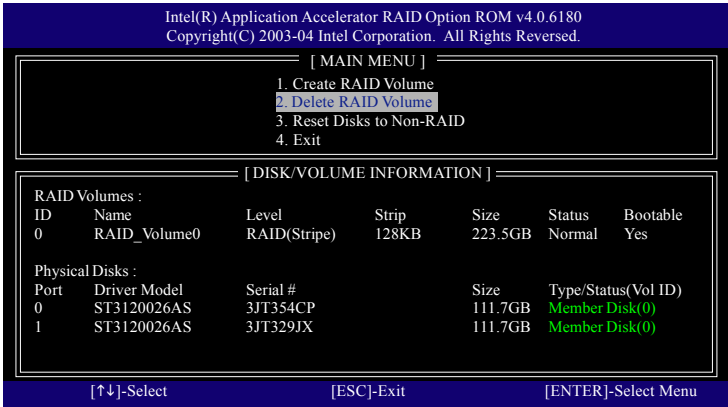 Intel(R) Application Accelerator RAID Option ROM v4.0.6180
Copyright(C) 2003-04 Intel Corporation. All Rights Reversed.
[ MAIN MENU ]
1. Create RAID Volume
2. Delete RAID Volume
3. Reset Disks to Non-RAID
4. Exit
[ DISK/VOLUME INFORMATION ]
RAID Volumes :
ID Name Level Strip Size Status Bootable
0 RAID_Volume0 RAID(Stripe) 128KB 223.5GB Normal Yes
Physical Disks :
Port Driver Model Serial # Size Type/Status(Vol ID)
0 ST3120026AS 3JT354CP 111.7GB Member Disk(0)
1 ST3120026AS 3JT329JX 111.7GB Member Disk(0)
[↑↓]-Select [ESC]-Exit [ENTER]-Select Menu